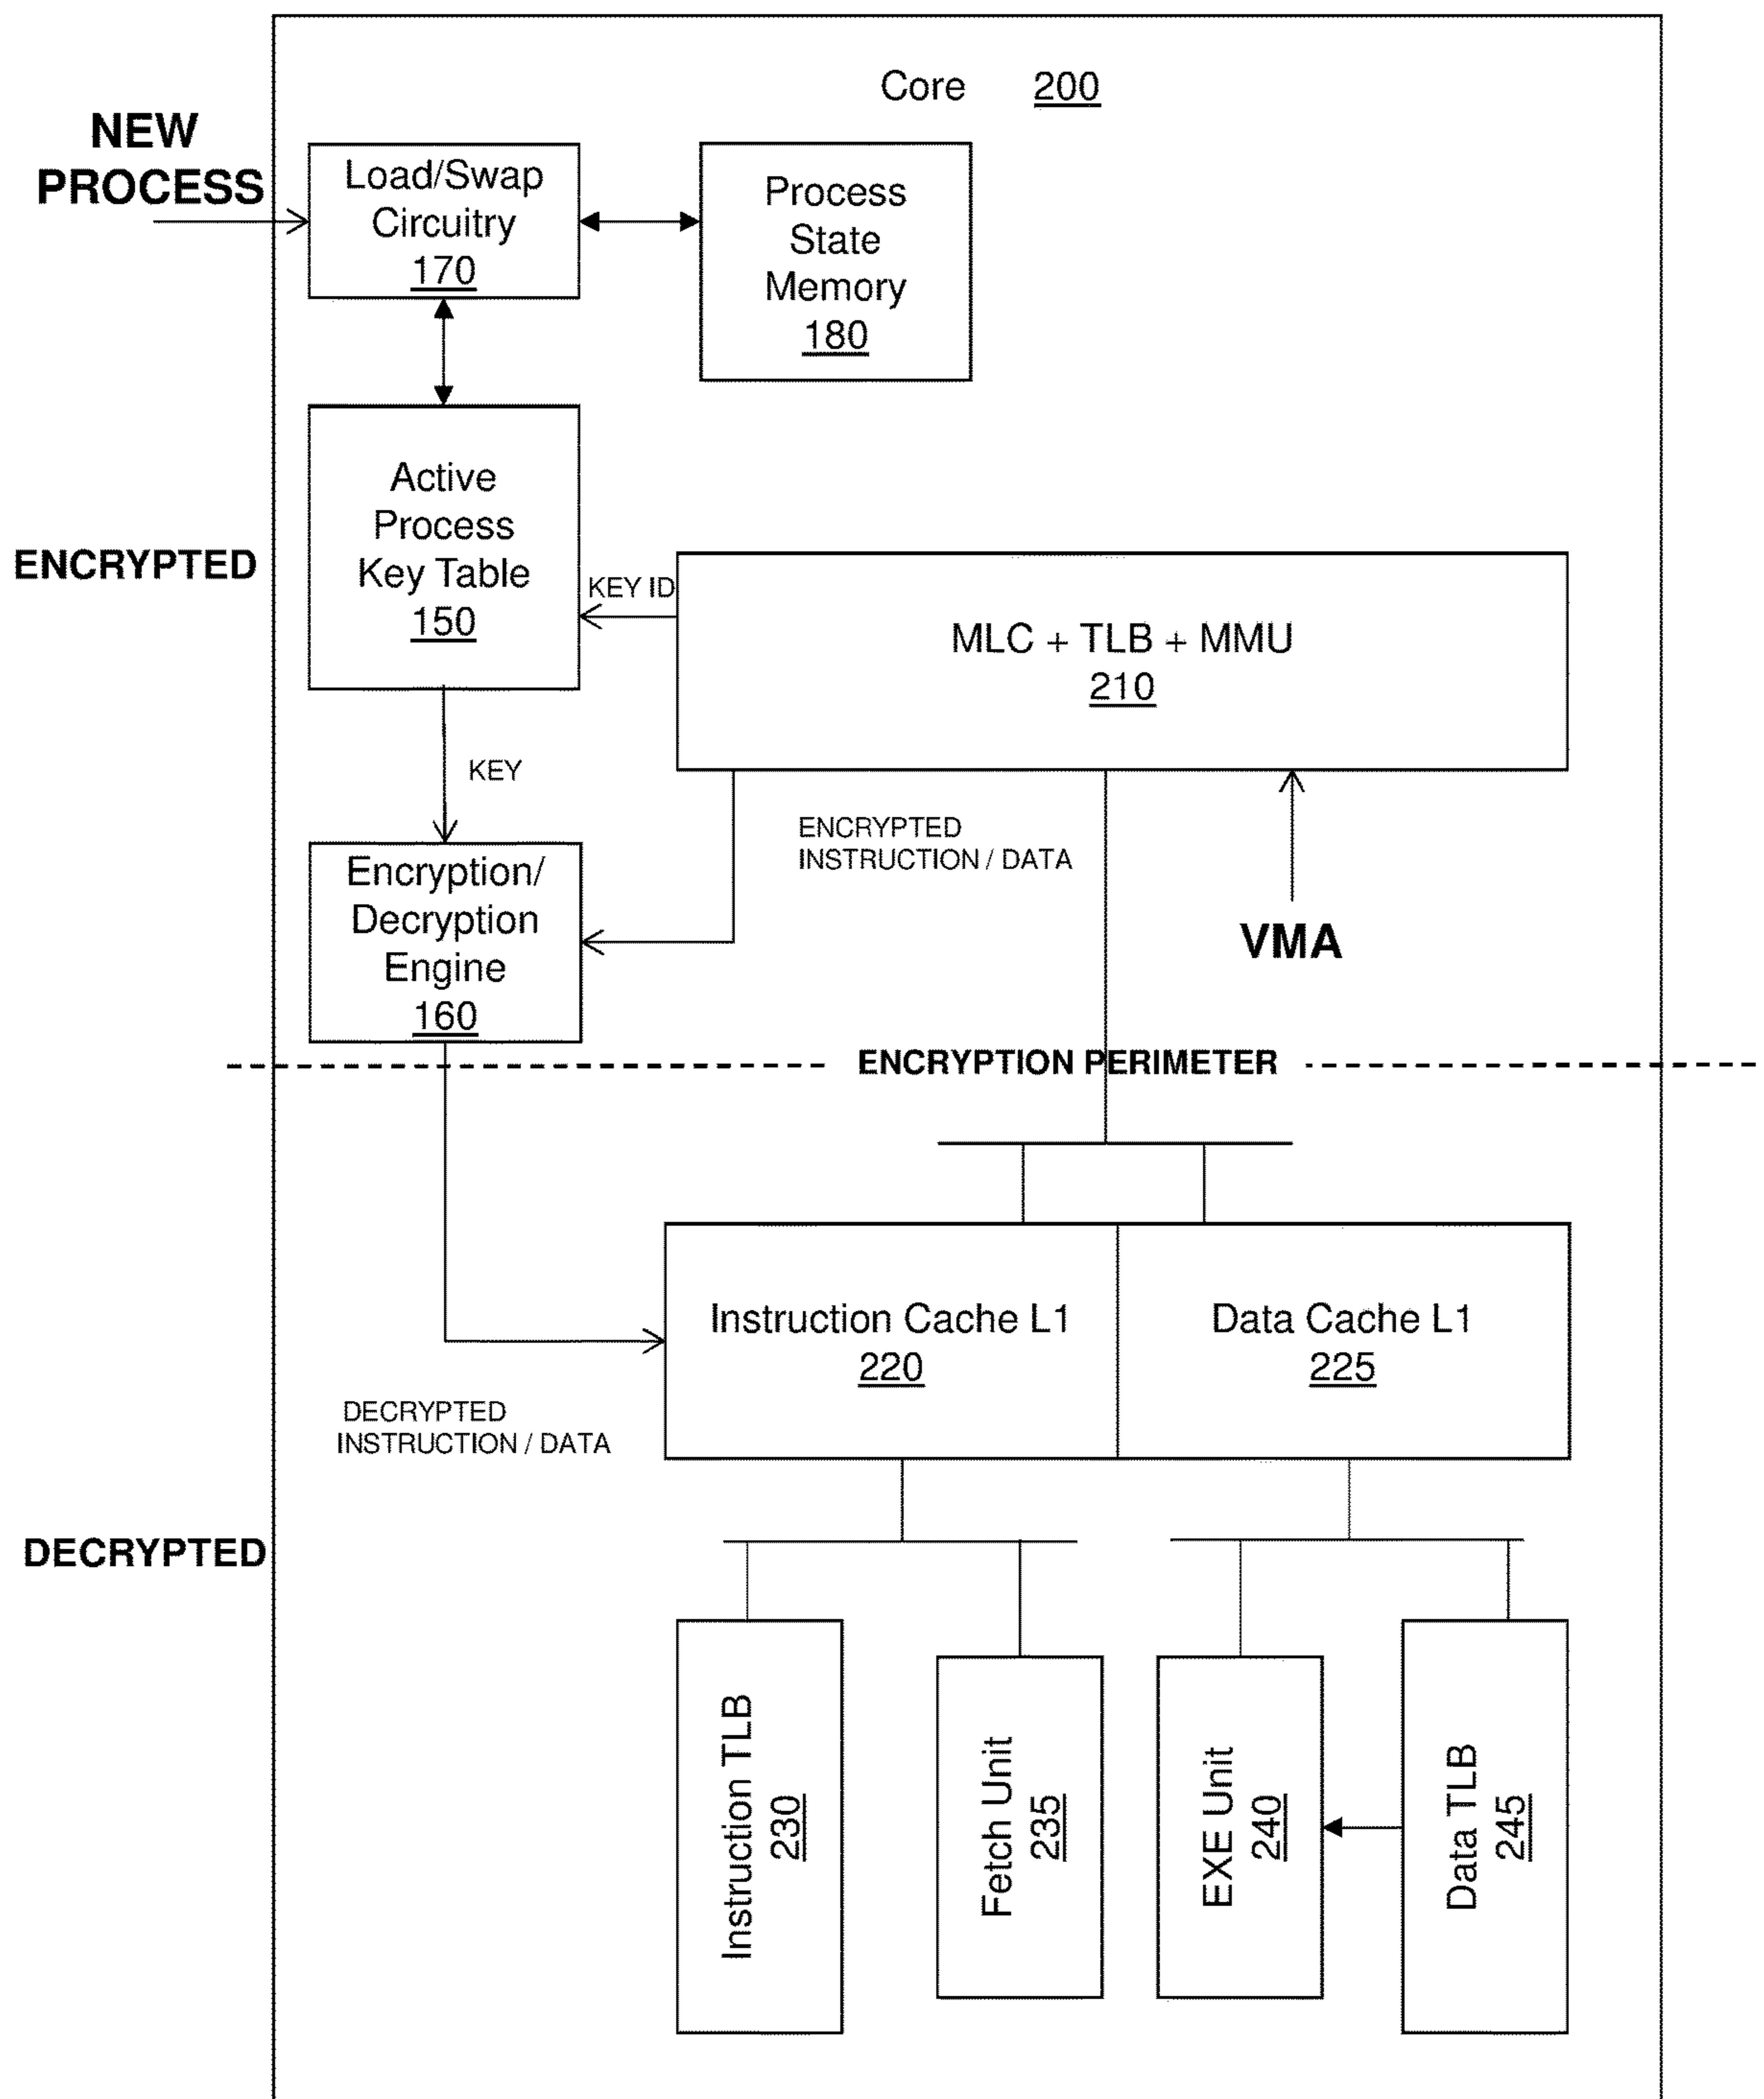 Core 200
NEW
PROCESS
Load/Swap
Circuitry
170
Process
State
Memory
180
ENCRYPTED
Active
Process
Key Table
150
KEY ID
MLC + TLB + MMU
210
KEY
ENCRYPTED
INSTRUCTION / DATA
Encryption/
Decryption
Engine
160
VMA
ENCRYPTION PERIMETER
Instruction Cache L1
220
Data Cache L1
225
DECRYPTED
INSTRUCTION / DATA
DECRYPTED
Instruction TLB
230
Fetch Unit
235
EXE Unit
240
Data TLB
245